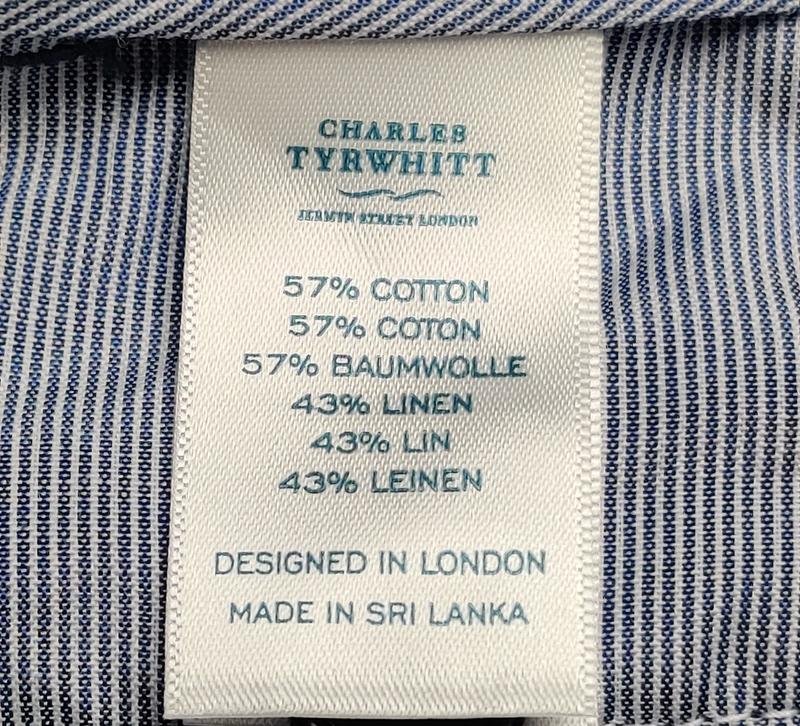 CHARLES
TYRWHITT
JERMYN STREET LONDON
57% COTTON
57% COTON
57% BAUMWOLLE
43% LINEN
43% LIN
43% LEINEN
DESIGNED IN LONDON
MADE IN SRI LANKA